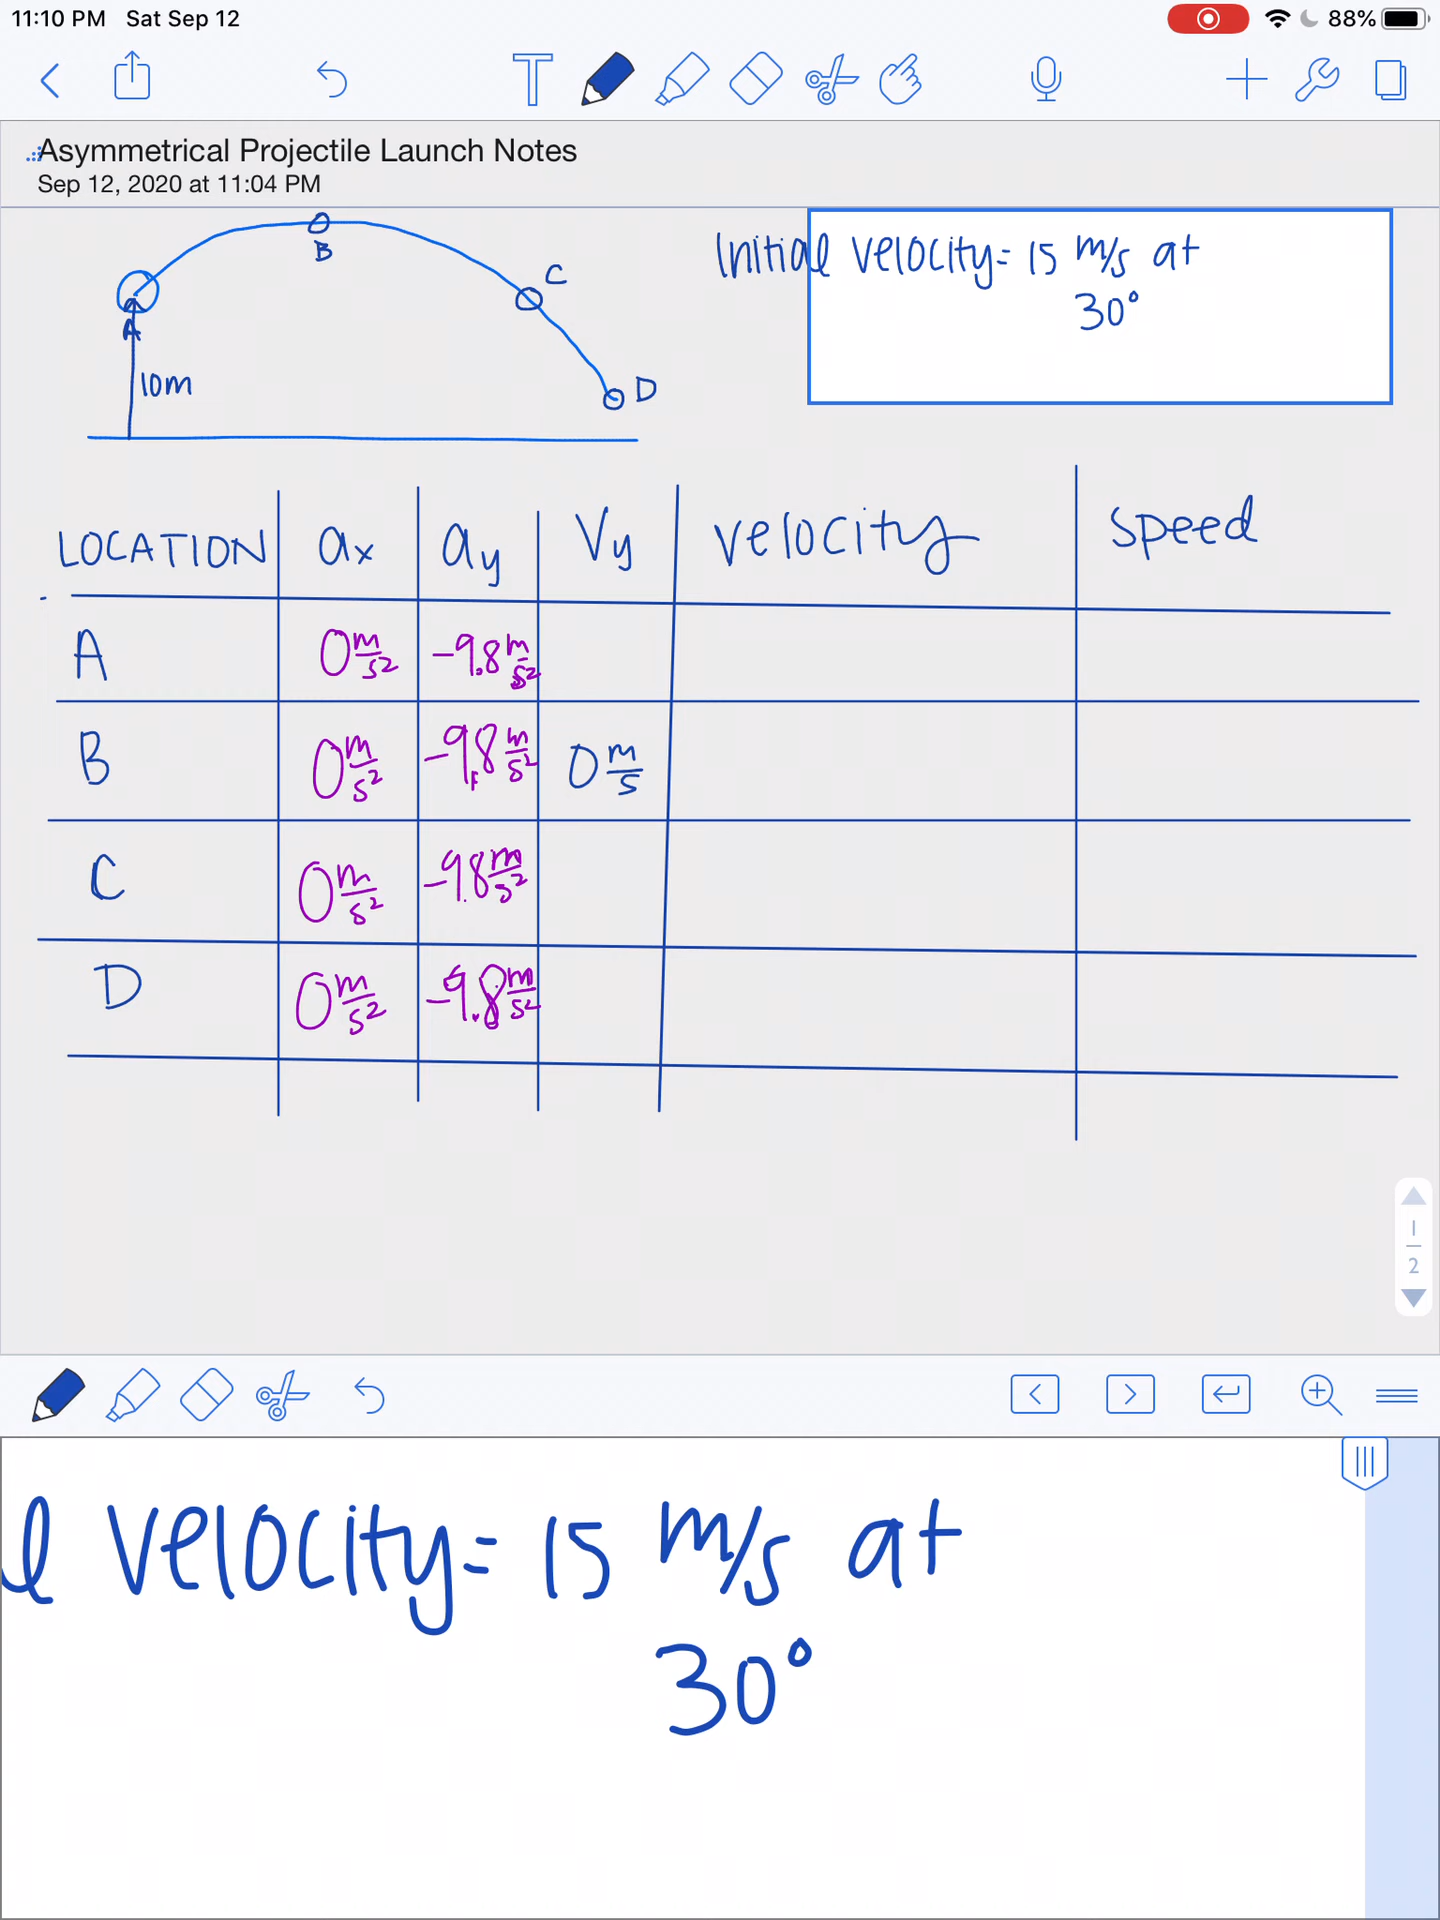 11:10 PM Sat Sep 12
88%
T
Asymmetrical Projectile Launch Notes
Sep 12, 2020 at 11:04 PM
Initial velocity= 15 m/s at
30°
B
C
A
10m
D
LOCATION ax ay Vy velocity speed
A 0 m/s² -9.8 m/s²
B 0 m/s² -9.8 m/s² 0 m/s
C 0 m/s² -9.8 m/s²
D 0 m/s² -9.8 m/s²
1
2
l velocity= 15 m/s at
30°